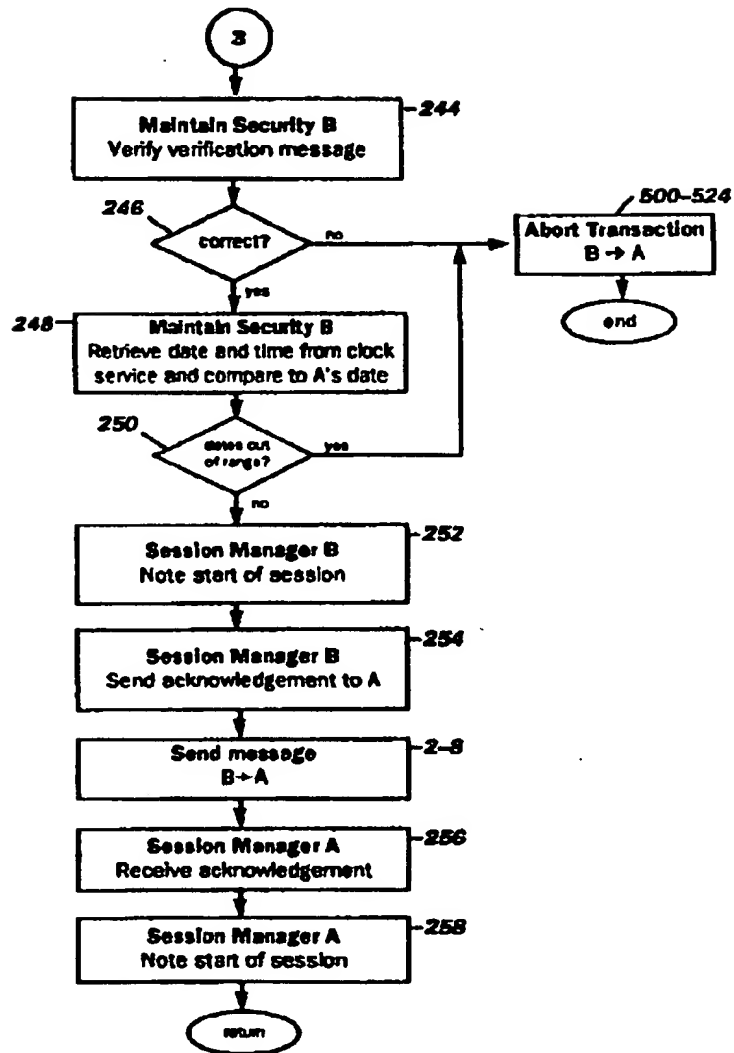 3
Maintain Security B
Verify verification message
244
246
correct?
no
yes
500-524
Abort Transaction
B → A
end
248
Maintain Security B
Retrieve date and time from clock
service and compare to A's date
250
dates out
of range?
yes
no
Session Manager B
Note start of session
252
Session Manager B
Send acknowledgement to A
254
Send message
B→A
2-8
Session Manager A
Receive acknowledgement
256
Session Manager A
Note start of session
258
return